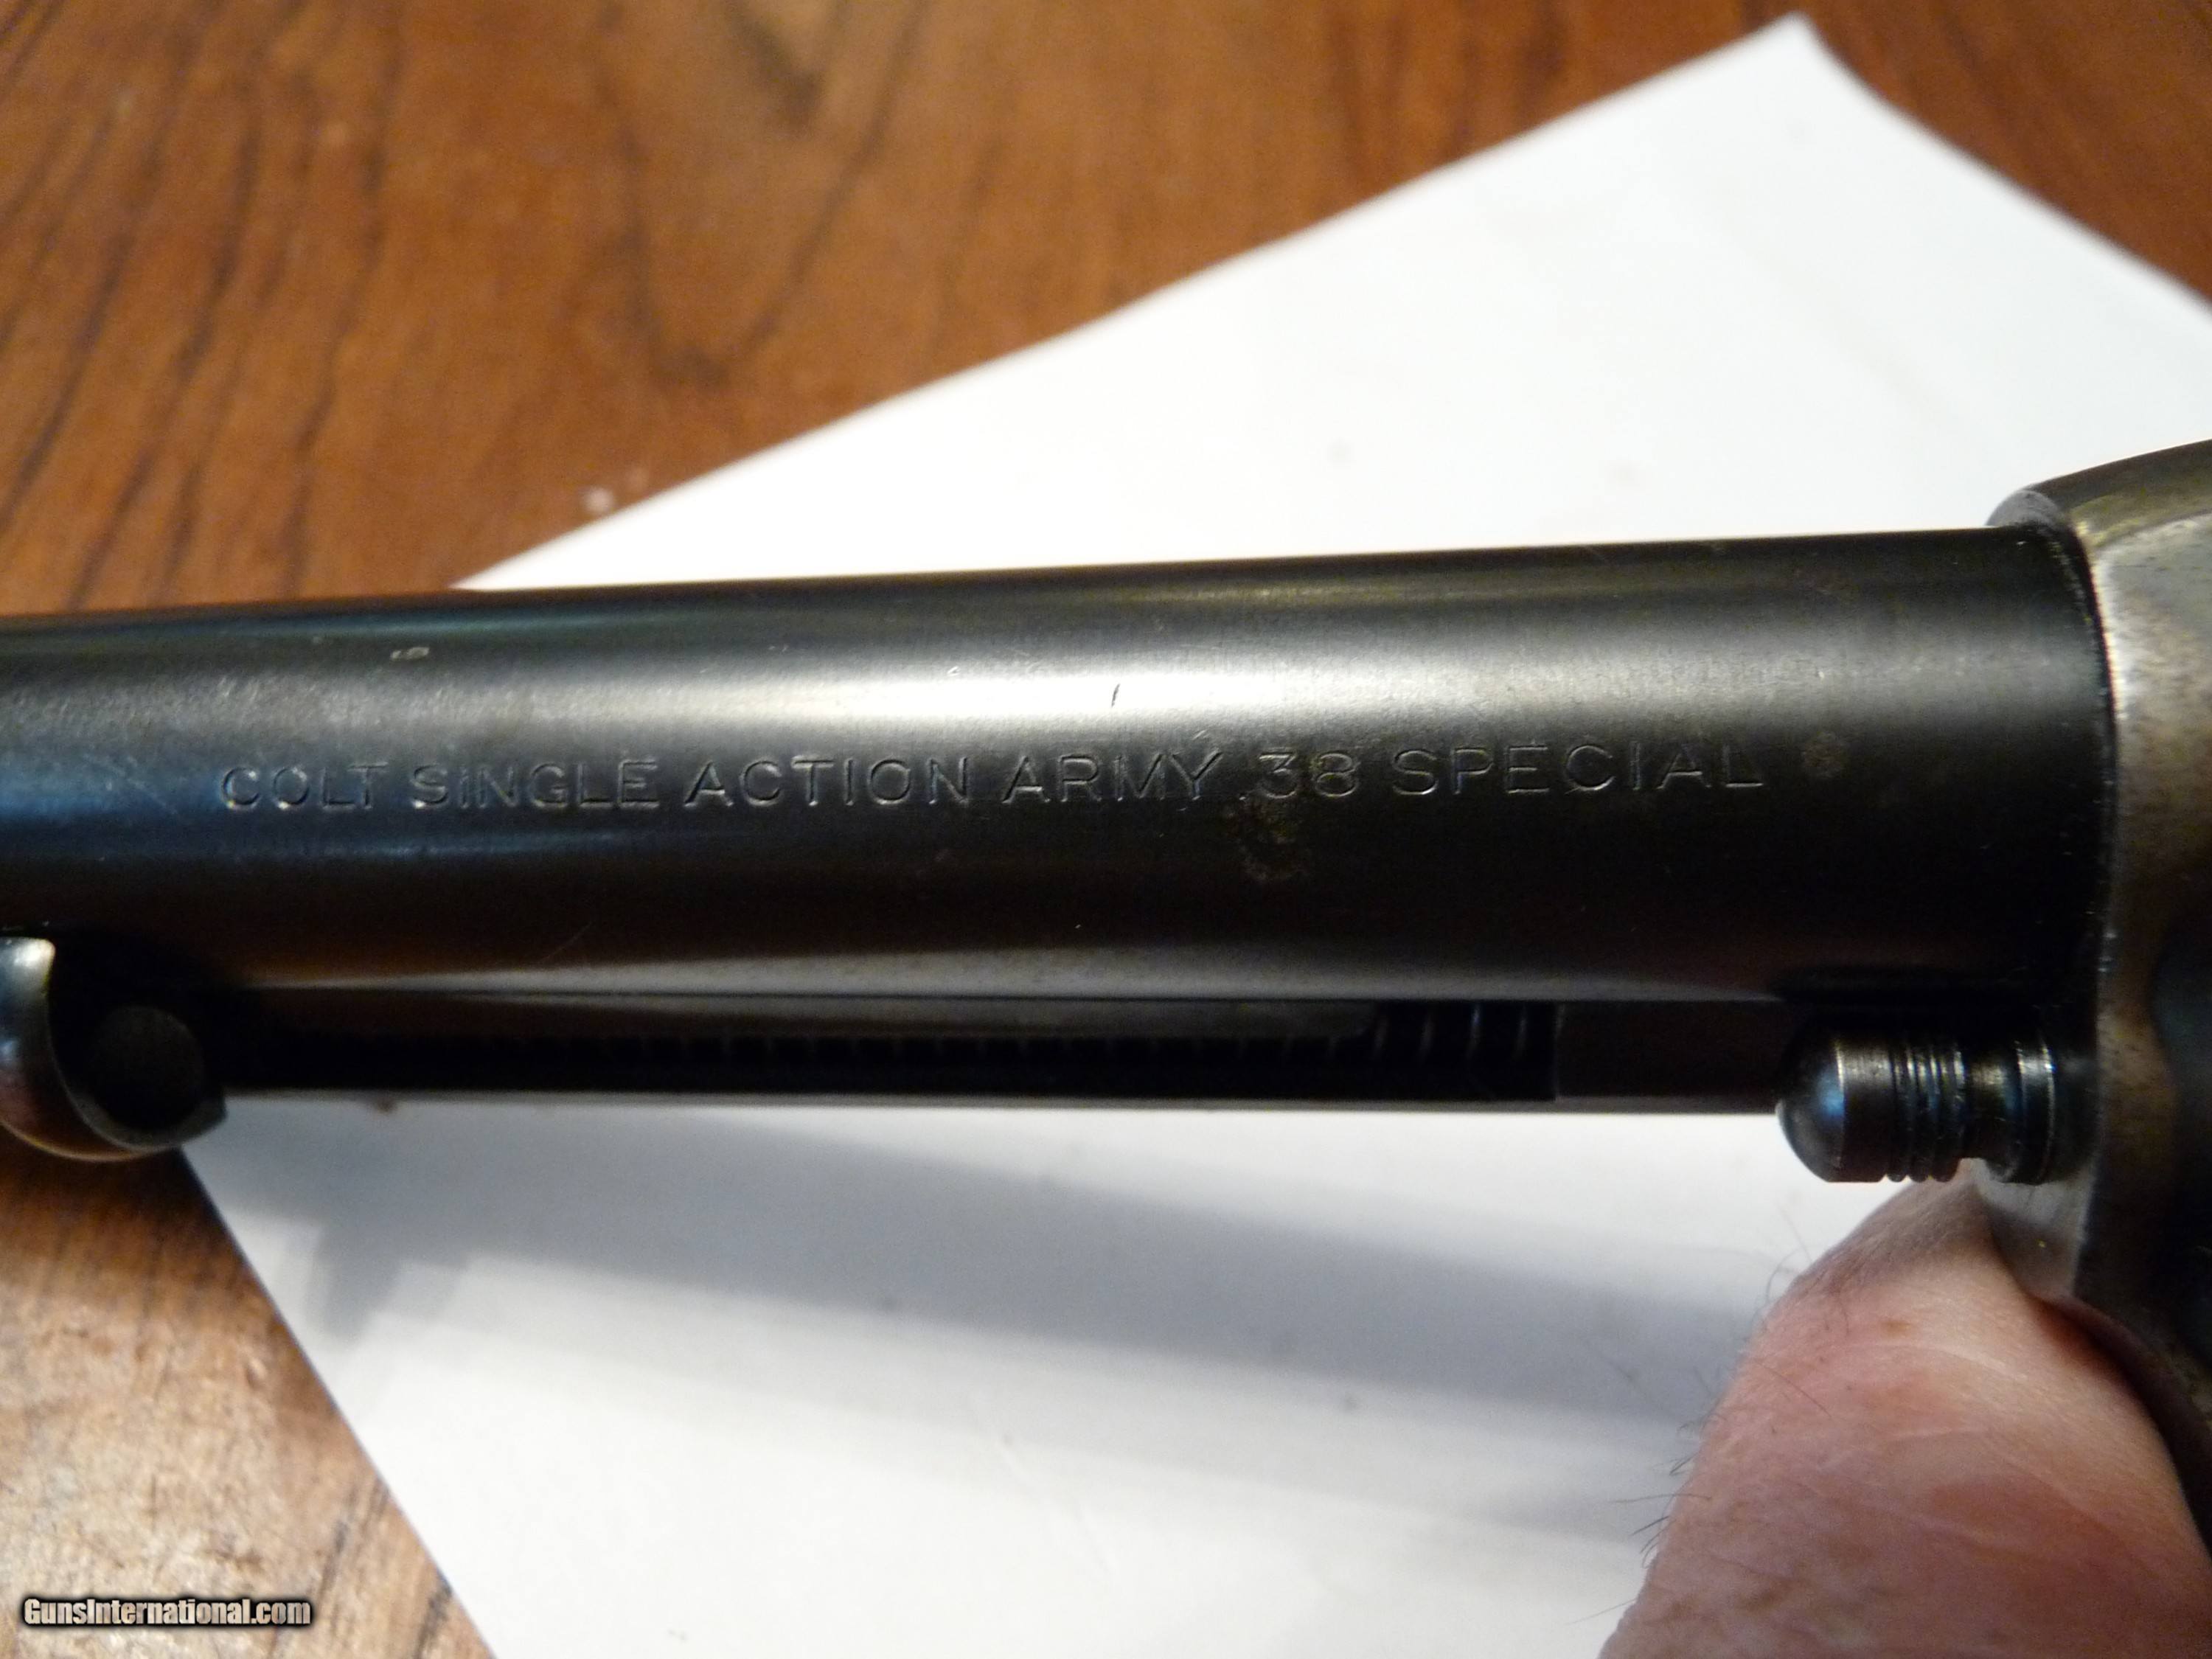 COLT SINGLE ACTION ARMY .38 SPECIAL
GunsInternational.com